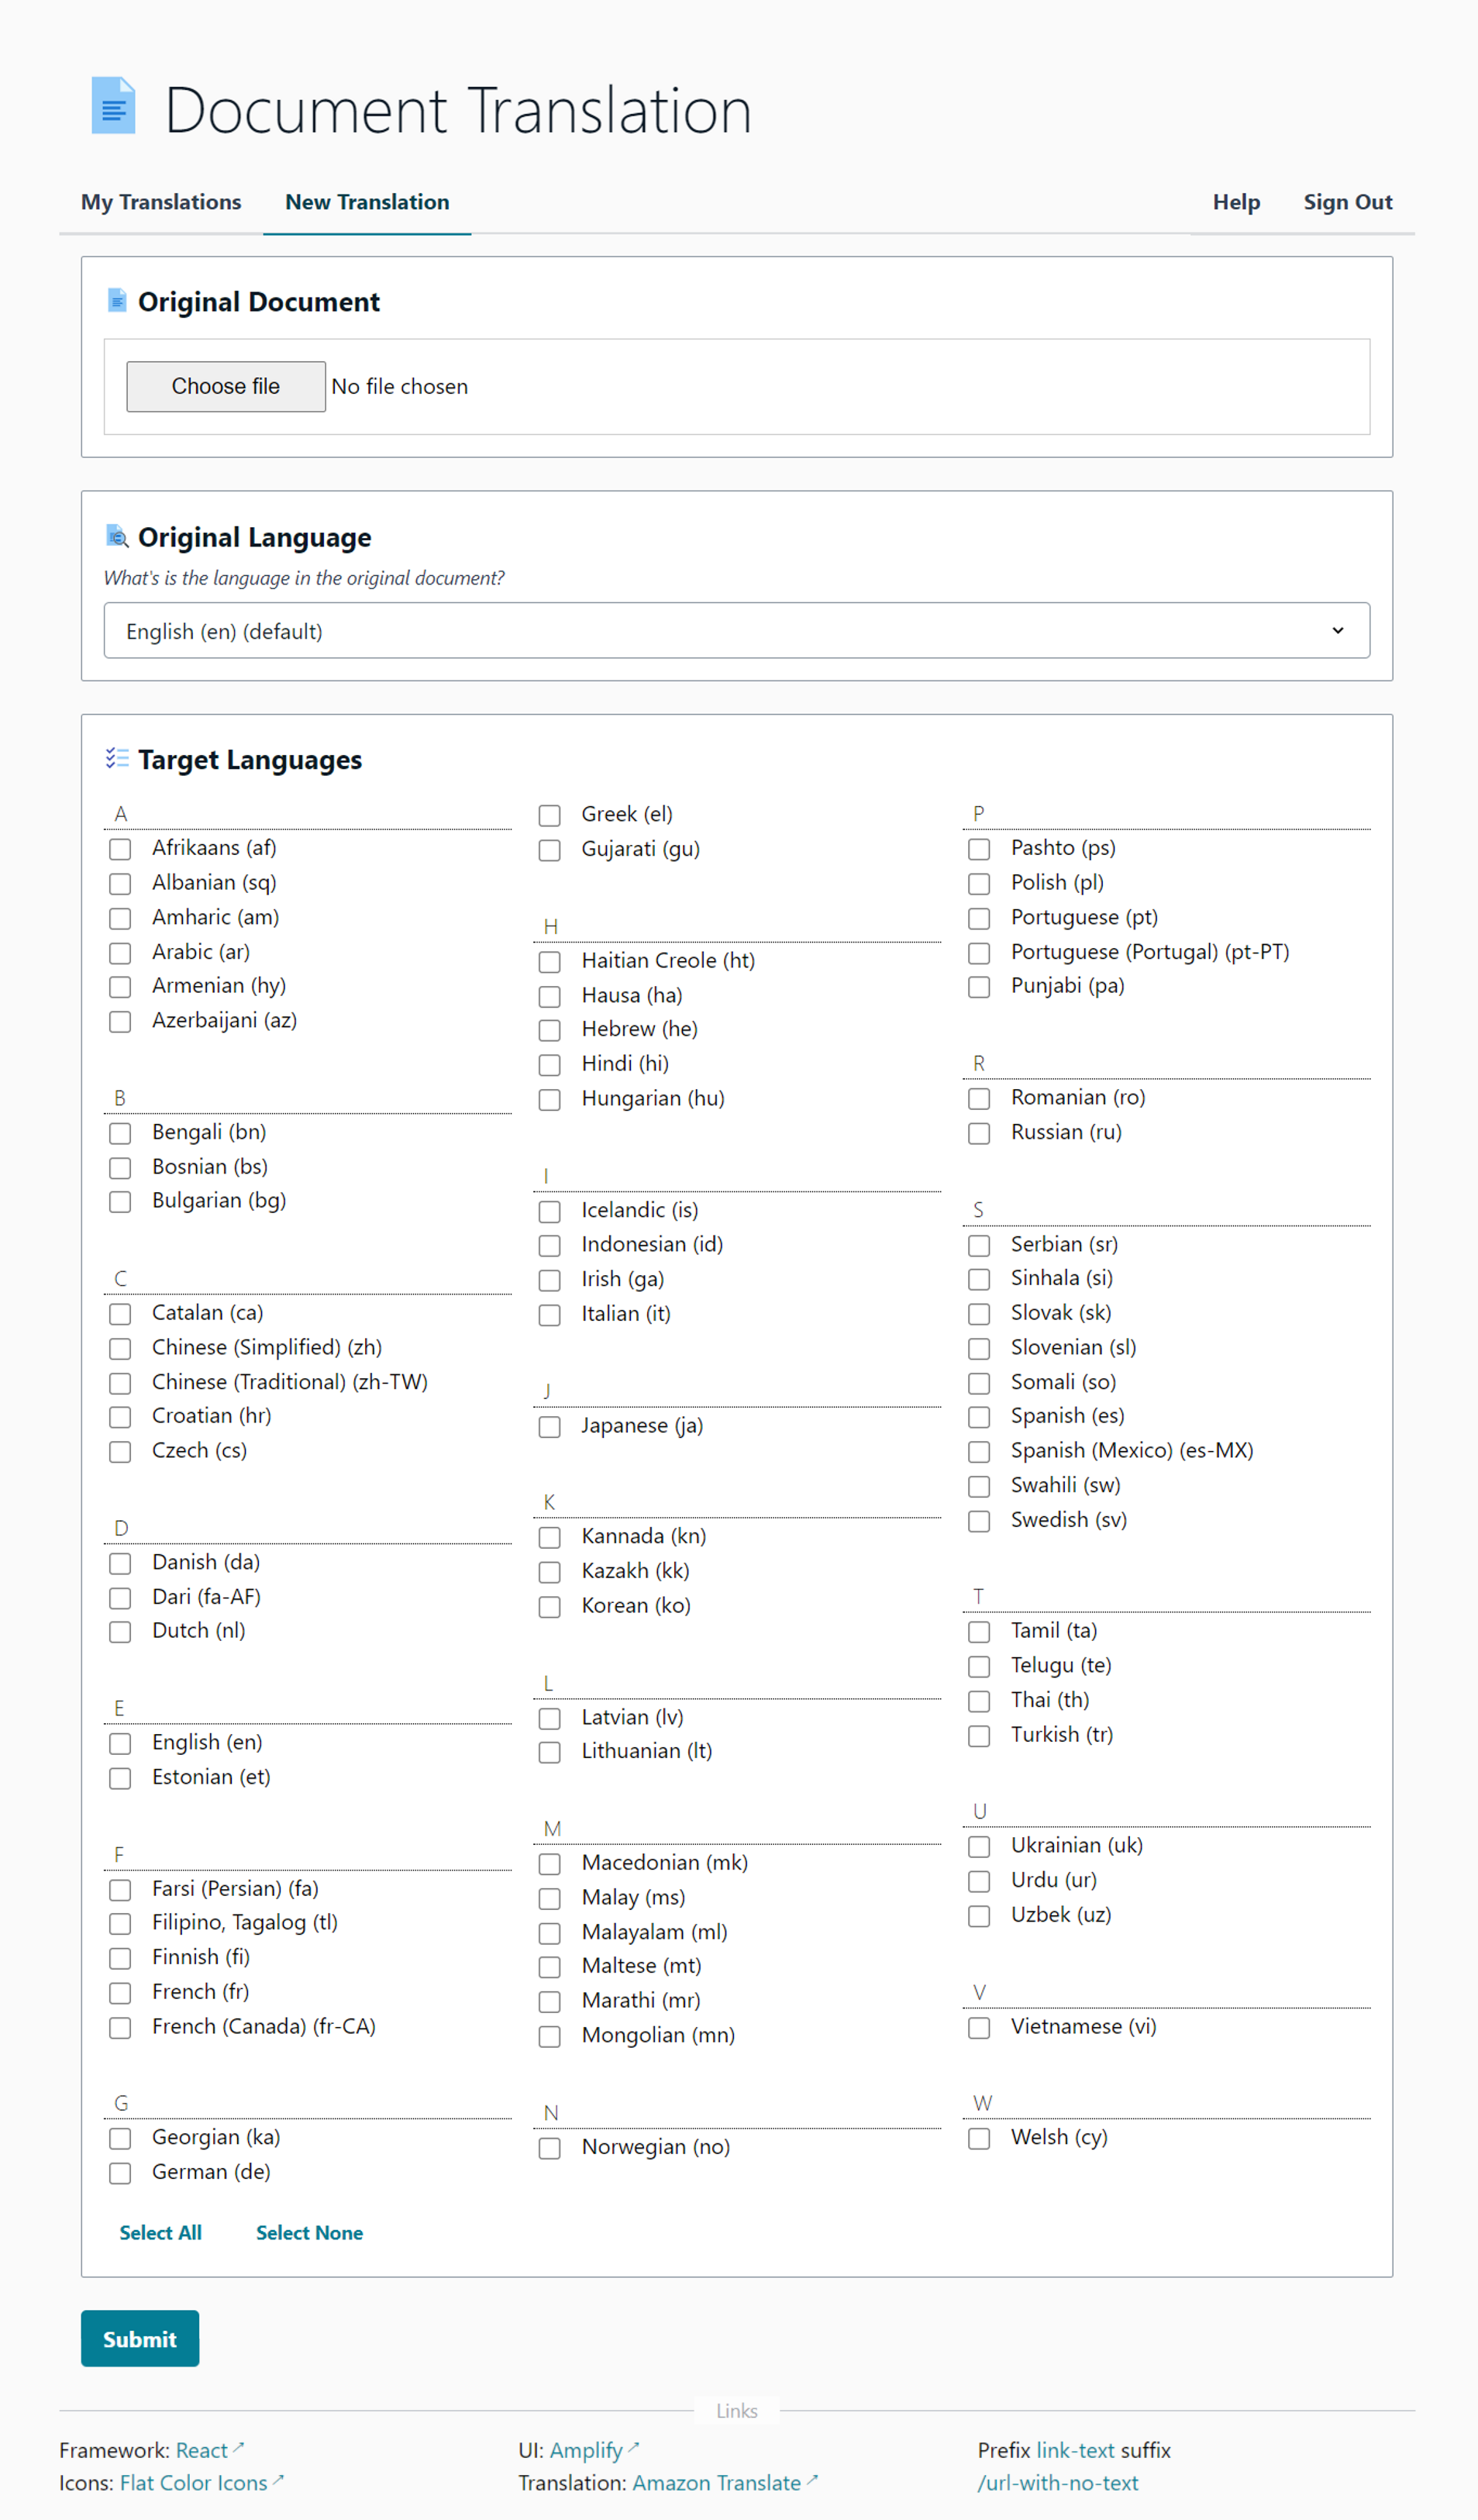 Document Translation
My Translations
New Translation
Help
Sign Out
Original Document
Choose file No file chosen
Original Language
What's is the language in the original document?
English (en) (default)
Target Languages
A
Afrikaans (af)
Albanian (sq)
Amharic (am)
Arabic (ar)
Armenian (hy)
Azerbaijani (az)
B
Bengali (bn)
Bosnian (bs)
Bulgarian (bg)
C
Catalan (ca)
Chinese (Simplified) (zh)
Chinese (Traditional) (zh-TW)
Croatian (hr)
Czech (cs)
D
Danish (da)
Dari (fa-AF)
Dutch (nl)
E
English (en)
Estonian (et)
F
Farsi (Persian) (fa)
Filipino, Tagalog (tl)
Finnish (fi)
French (fr)
French (Canada) (fr-CA)
G
Georgian (ka)
German (de)
Greek (el)
Gujarati (gu)
H
Haitian Creole (ht)
Hausa (ha)
Hebrew (he)
Hindi (hi)
Hungarian (hu)
I
Icelandic (is)
Indonesian (id)
Irish (ga)
Italian (it)
J
Japanese (ja)
K
Kannada (kn)
Kazakh (kk)
Korean (ko)
L
Latvian (lv)
Lithuanian (lt)
M
Macedonian (mk)
Malay (ms)
Malayalam (ml)
Maltese (mt)
Marathi (mr)
Mongolian (mn)
N
Norwegian (no)
P
Pashto (ps)
Polish (pl)
Portuguese (pt)
Portuguese (Portugal) (pt-PT)
Punjabi (pa)
R
Romanian (ro)
Russian (ru)
S
Serbian (sr)
Sinhala (si)
Slovak (sk)
Slovenian (sl)
Somali (so)
Spanish (es)
Spanish (Mexico) (es-MX)
Swahili (sw)
Swedish (sv)
T
Tamil (ta)
Telugu (te)
Thai (th)
Turkish (tr)
U
Ukrainian (uk)
Urdu (ur)
Uzbek (uz)
V
Vietnamese (vi)
W
Welsh (cy)
Select All
Select None
Submit
Links
Framework: React
Icons: Flat Color Icons
UI: Amplify
Translation: Amazon Translate
Prefix link-text suffix
/url-with-no-text